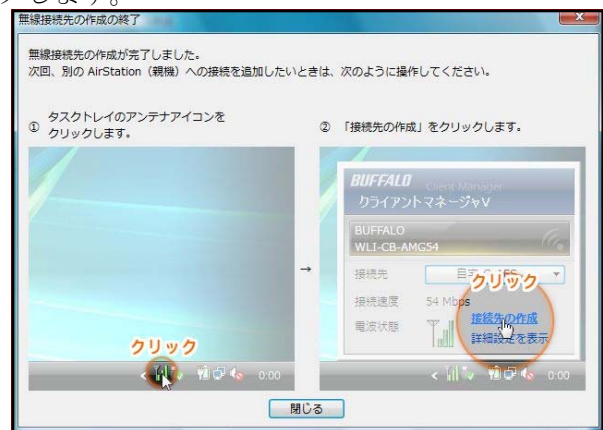 します。
無線接続先の作成の終了
無線接続先の作成が完了しました。
次回、別の AirStation（親機）への接続を追加したいときは、次のように操作してください。
① タスクトレイのアンテナアイコンを
クリックします。
② 「接続先の作成」をクリックします。
BUFFALO
Client Manager
クライアントマネージャV
BUFFALO
WLI-CB-AMG54
→
接続先
自宅
クリック
接続速度 54 Mbps
接続先の作成
電波状態
詳細設定を表示
クリック
< 0:00
< 0:00
閉じる